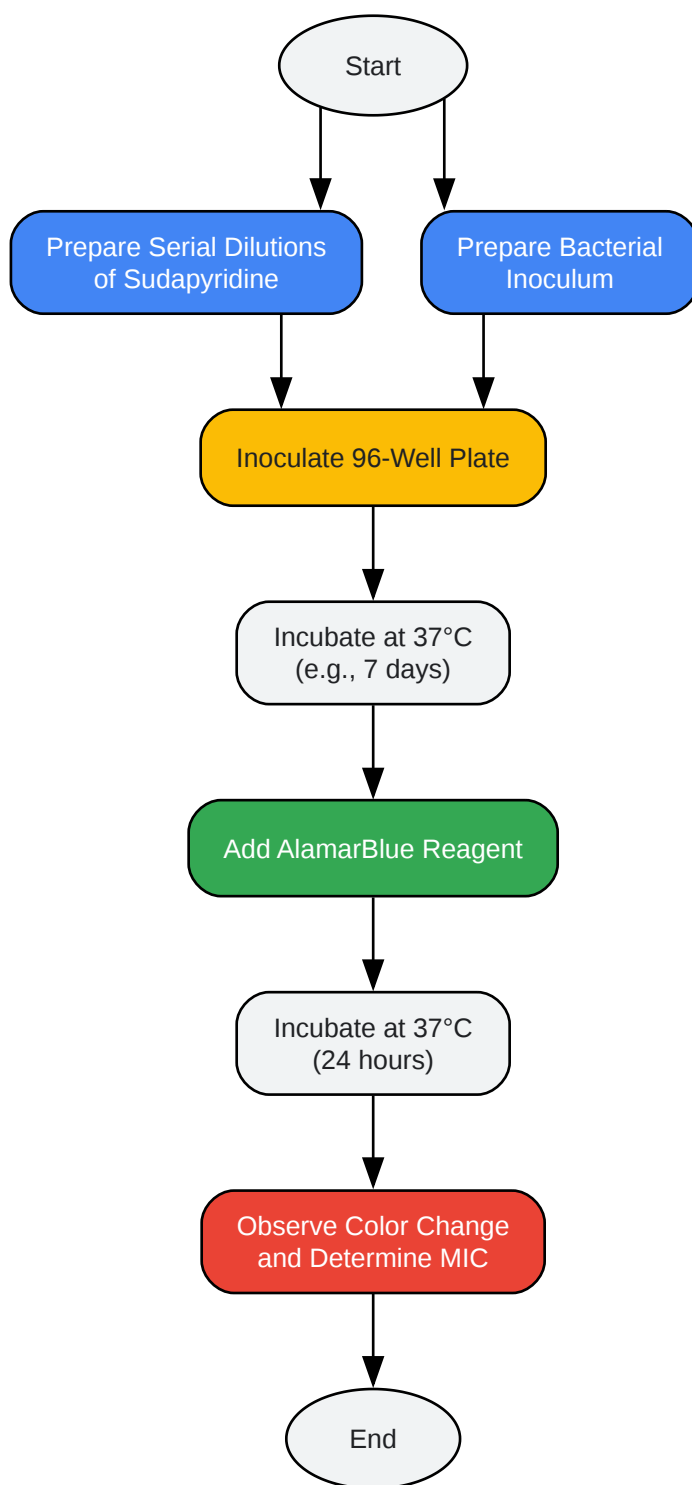 Start
Prepare Serial Dilutions
of Sudapyridine
Prepare Bacterial
Inoculum
Inoculate 96-Well Plate
Incubate at 37°C
(e.g., 7 days)
Add AlamarBlue Reagent
Incubate at 37°C
(24 hours)
Observe Color Change
and Determine MIC
End